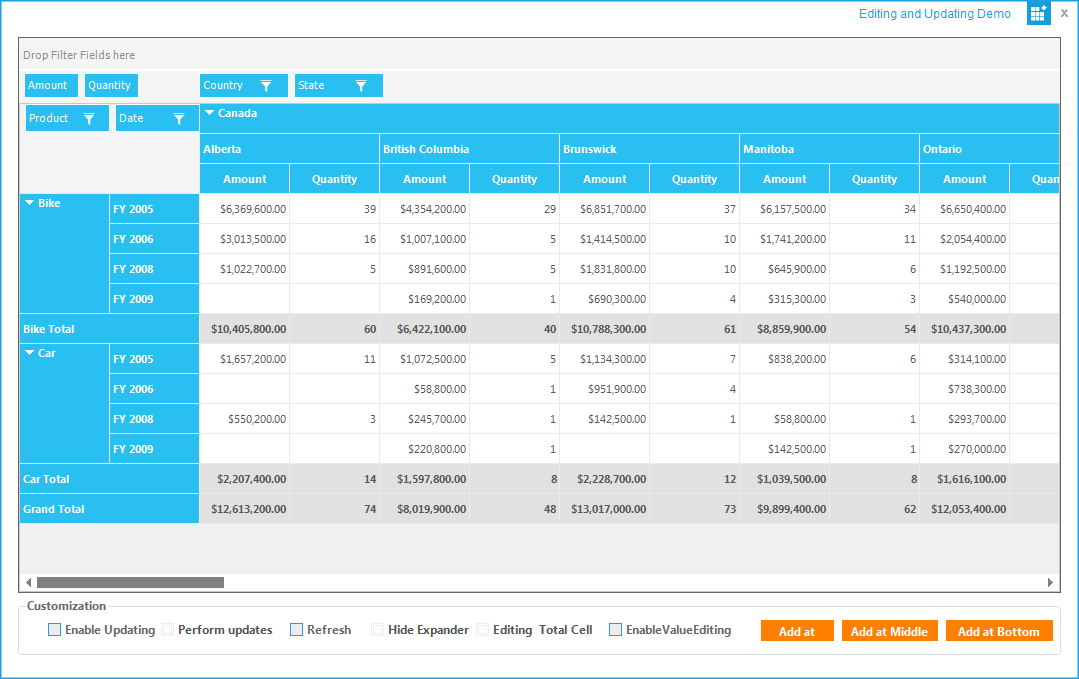 Editing and Updating Demo
Drop Filter Fields here
Amount Quantity Country State
Product Date Canada
Alberta British Columbia Brunswick Manitoba Ontario
Amount Quantity Amount Quantity Amount Quantity Amount Quantity Amount Quan
Bike FY 2005 $6,369,600.00 39 $4,354,200.00 29 $6,851,700.00 37 $6,157,500.00 34 $6,650,400.00
FY 2006 $3,013,500.00 16 $1,007,100.00 5 $1,414,500.00 10 $1,741,200.00 11 $2,054,400.00
FY 2008 $1,022,700.00 5 $891,600.00 5 $1,831,800.00 10 $645,900.00 6 $1,192,500.00
FY 2009 $169,200.00 1 $690,300.00 4 $315,300.00 3 $540,000.00
Bike Total $10,405,800.00 60 $6,422,100.00 40 $10,788,300.00 61 $8,859,900.00 54 $10,437,300.00
Car FY 2005 $1,657,200.00 11 $1,072,500.00 5 $1,134,300.00 7 $838,200.00 6 $314,100.00
FY 2006 $58,800.00 1 $951,900.00 4 $738,300.00
FY 2008 $550,200.00 3 $245,700.00 1 $142,500.00 1 $58,800.00 1 $293,700.00
FY 2009 $220,800.00 1 $142,500.00 1 $270,000.00
Car Total $2,207,400.00 14 $1,597,800.00 8 $2,228,700.00 12 $1,039,500.00 8 $1,616,100.00
Grand Total $12,613,200.00 74 $8,019,900.00 48 $13,017,000.00 73 $9,899,400.00 62 $12,053,400.00
Customization
Enable Updating Perform updates Refresh Hide Expander Editing Total Cell EnableValueEditing Add at Add at Middle Add at Bottom